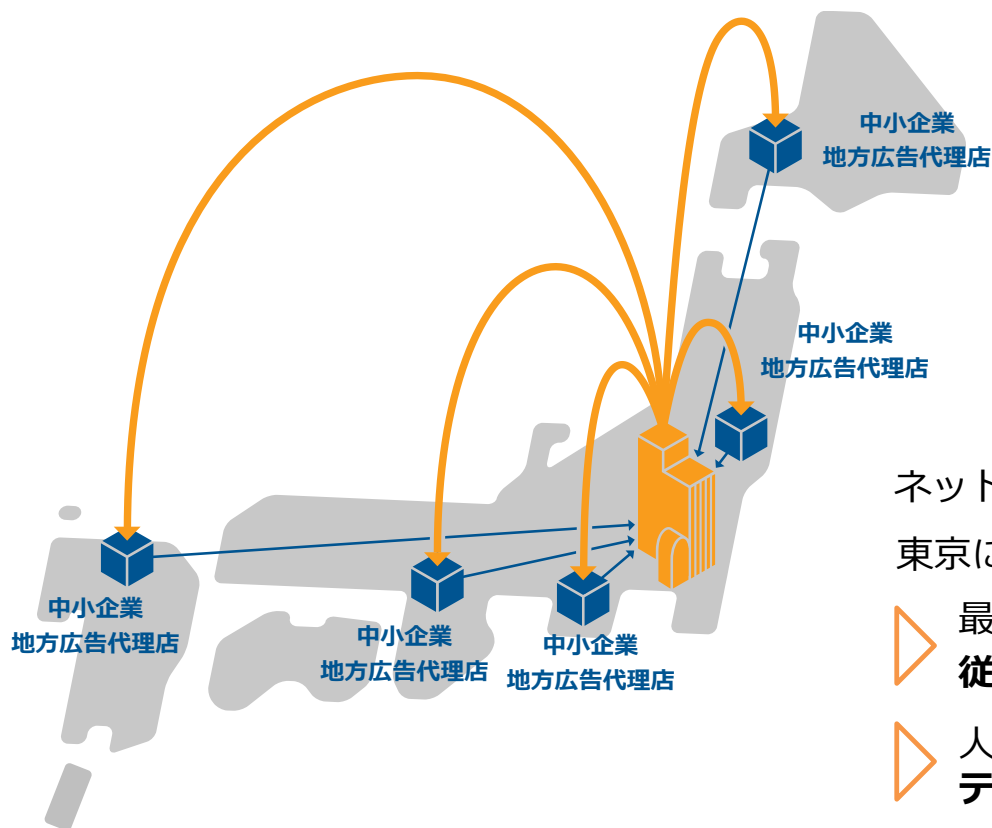 中小企業
地方広告代理店
中小企業
地方広告代理店
中小企業
地方広告代理店
中小企業
地方広告代理店
中小企業
地方広告代理店
ネット
東京に
最
従
人
デ